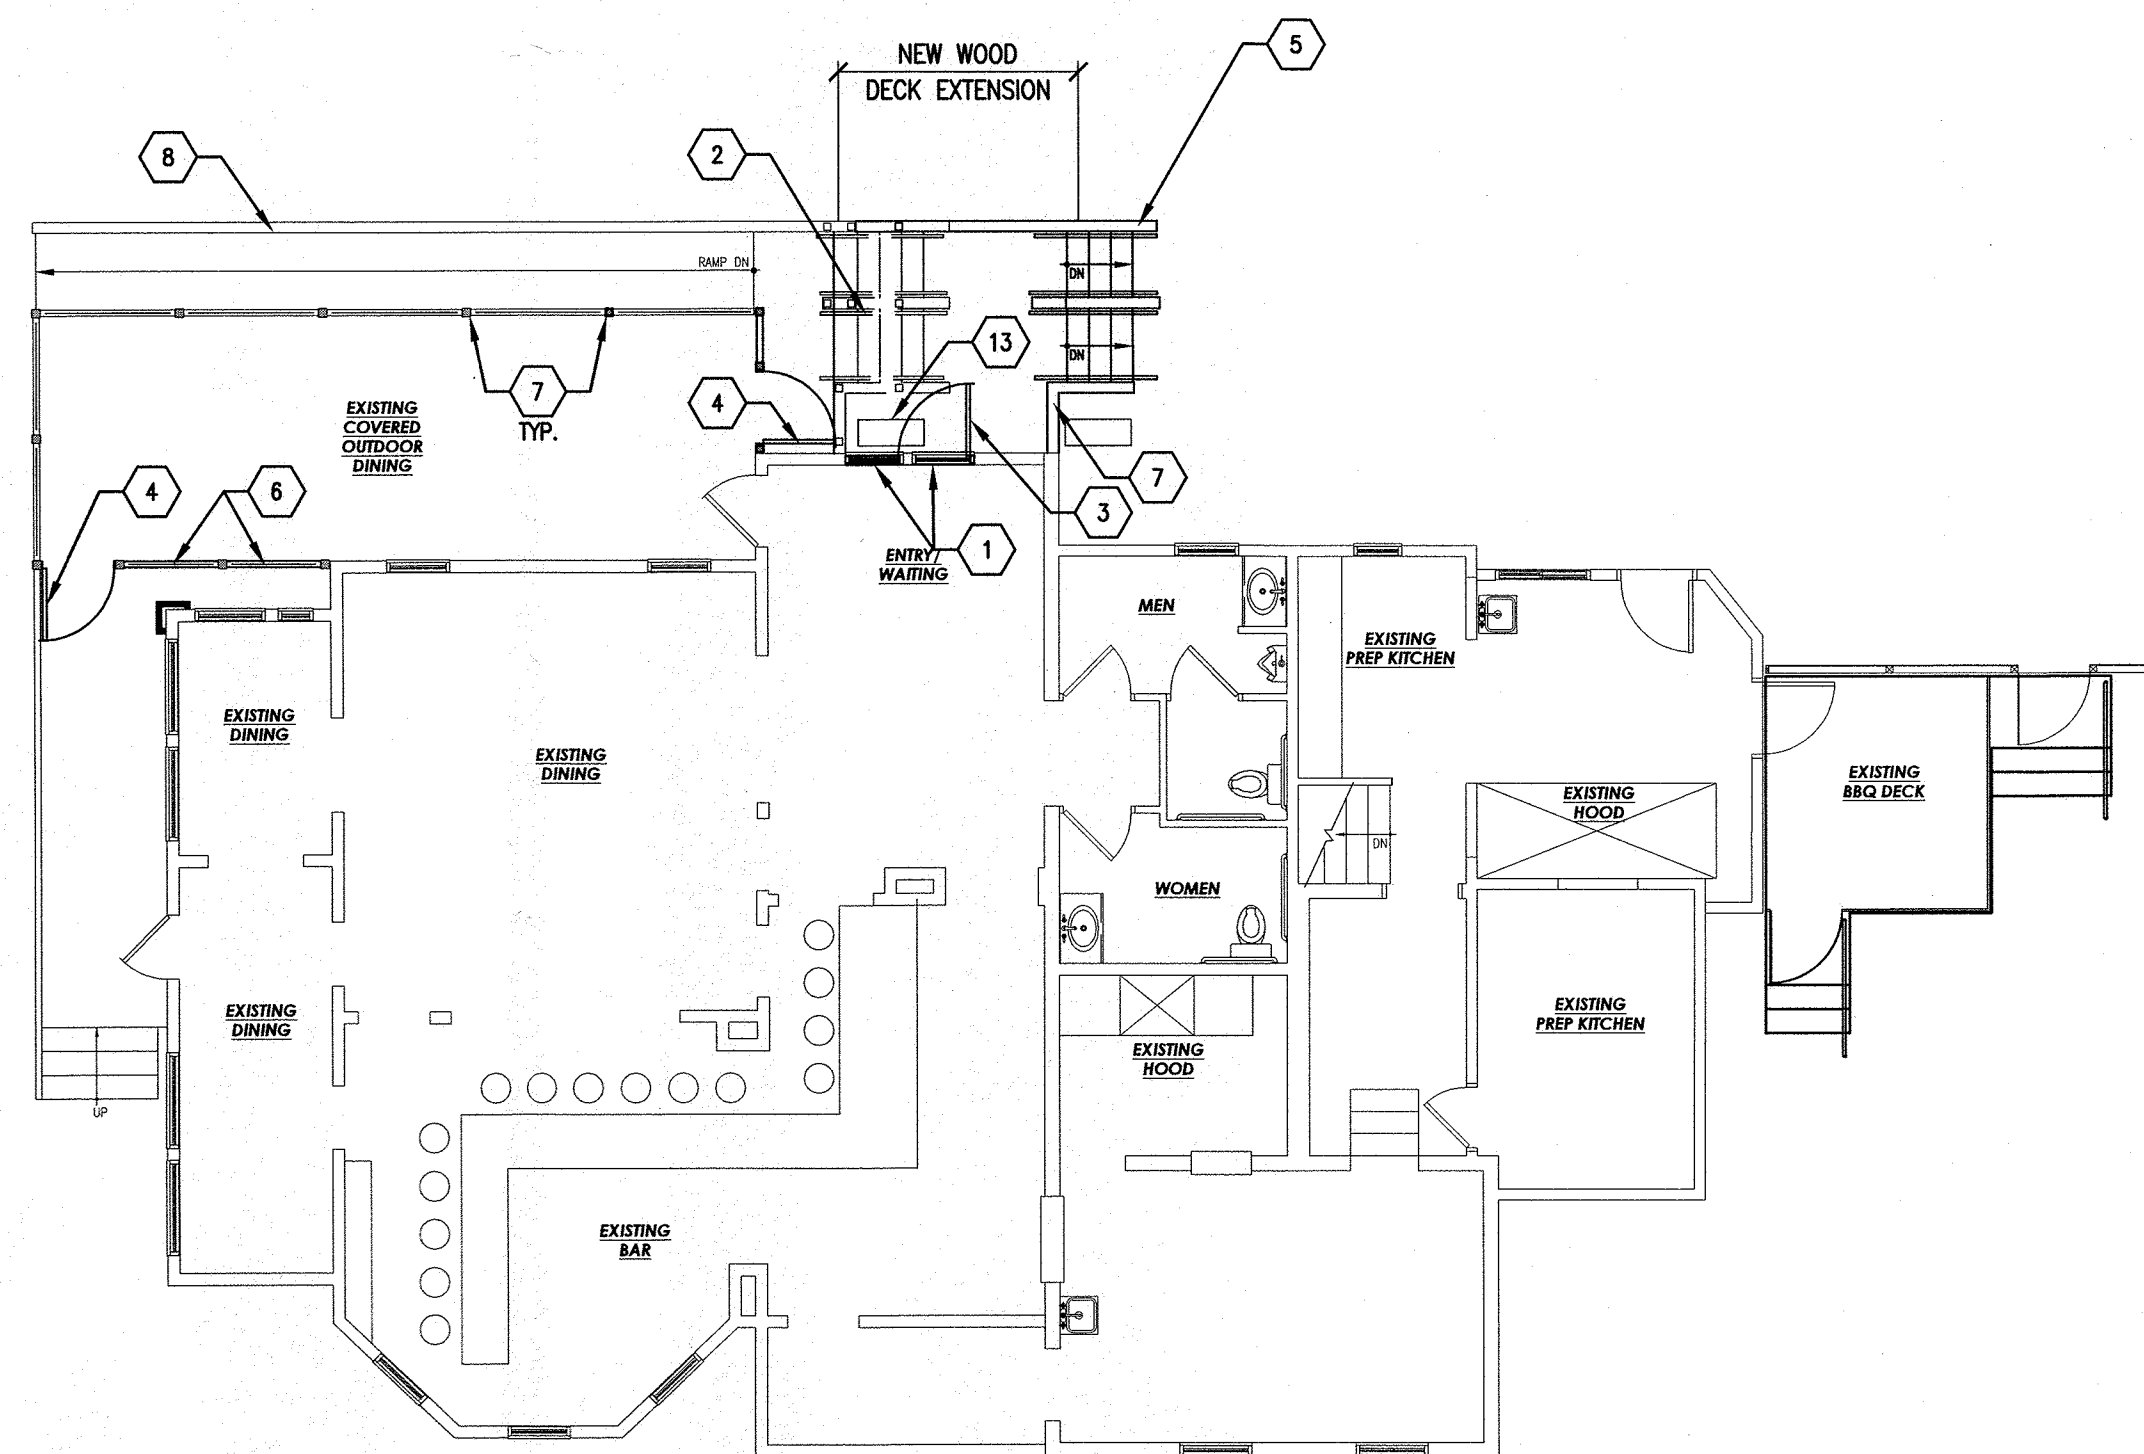 NEW WOOD
DECK EXTENSION
5
8
2
RAMP DN
DN
13
DN
7
TYP.
4
EXISTING
COVERED
OUTDOOR
DINING
4
6
7
3
1
ENTRY/
WAITING
MEN
EXISTING
PREP KITCHEN
EXISTING
DINING
EXISTING
DINING
EXISTING
BBQ DECK
EXISTING
HOOD
DN
WOMEN
EXISTING
DINING
EXISTING
PREP KITCHEN
EXISTING
HOOD
UP
EXISTING
BAR